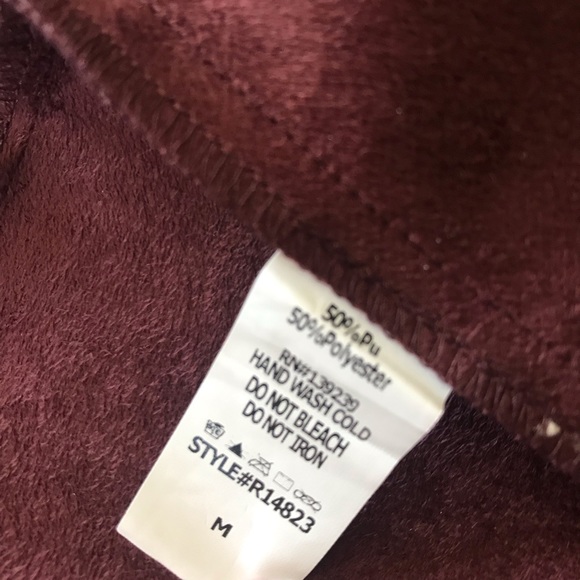 50%Pu
50%Polyester
RN#139239
HAND WASH COLD
DO NOT BLEACH
DO NOT IRON
STYLE#R14823
M